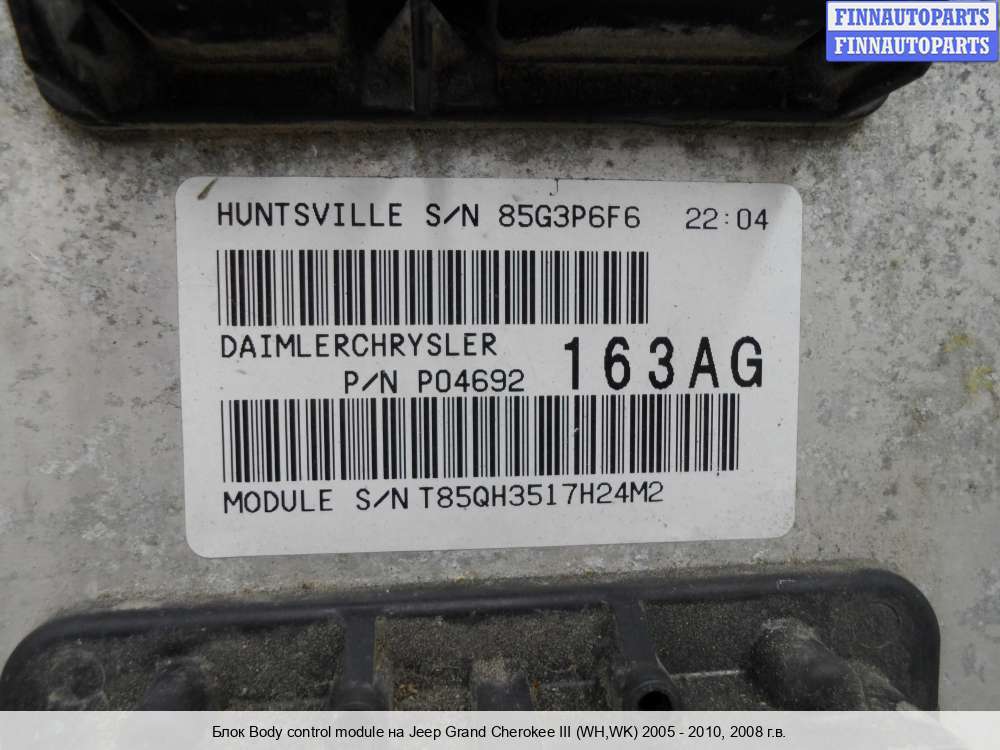 FINNAUTOPARTS
FINNAUTOPARTS
HUNTSVILLE S/N 85G3P6F6 22:04
DAIMLERCHRYSLER
P/N P04692 163AG
MODULE S/N T85QH3517H24M2
Блок Body control module на Jeep Grand Cherokee III (WH,WK) 2005 - 2010, 2008 г.в.